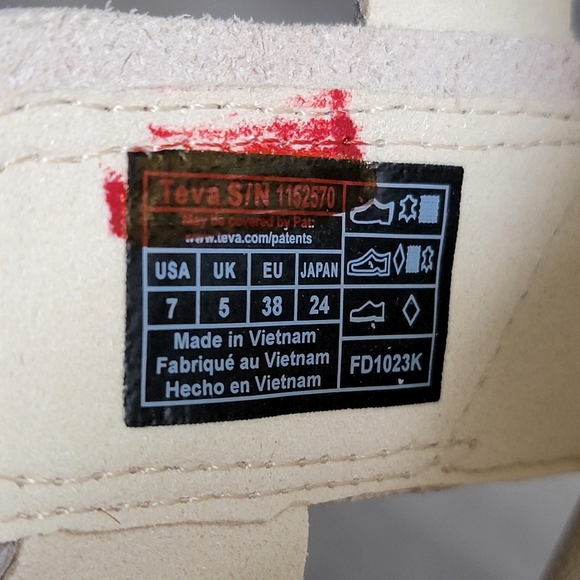 Teva S/N 1152570
May be covered by Pat:
www.teva.com/patents
USA UK EU JAPAN
7 5 38 24
Made in Vietnam
Fabriqué au Vietnam
Hecho en Vietnam
FD1023K